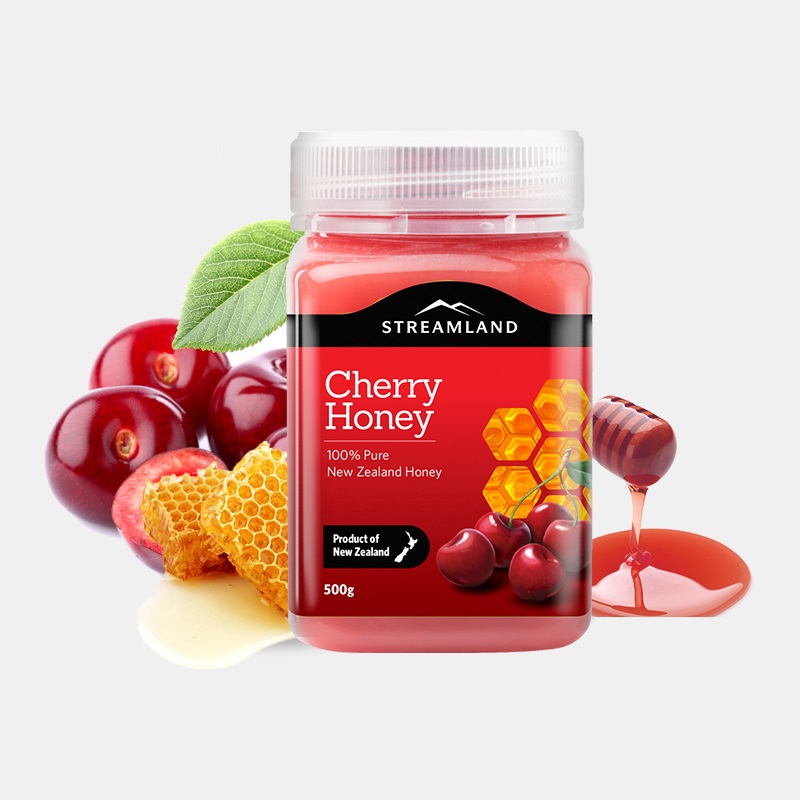 STREAMLAND
Cherry
Honey
100% Pure
New Zealand Honey
Product of
New Zealand
500g